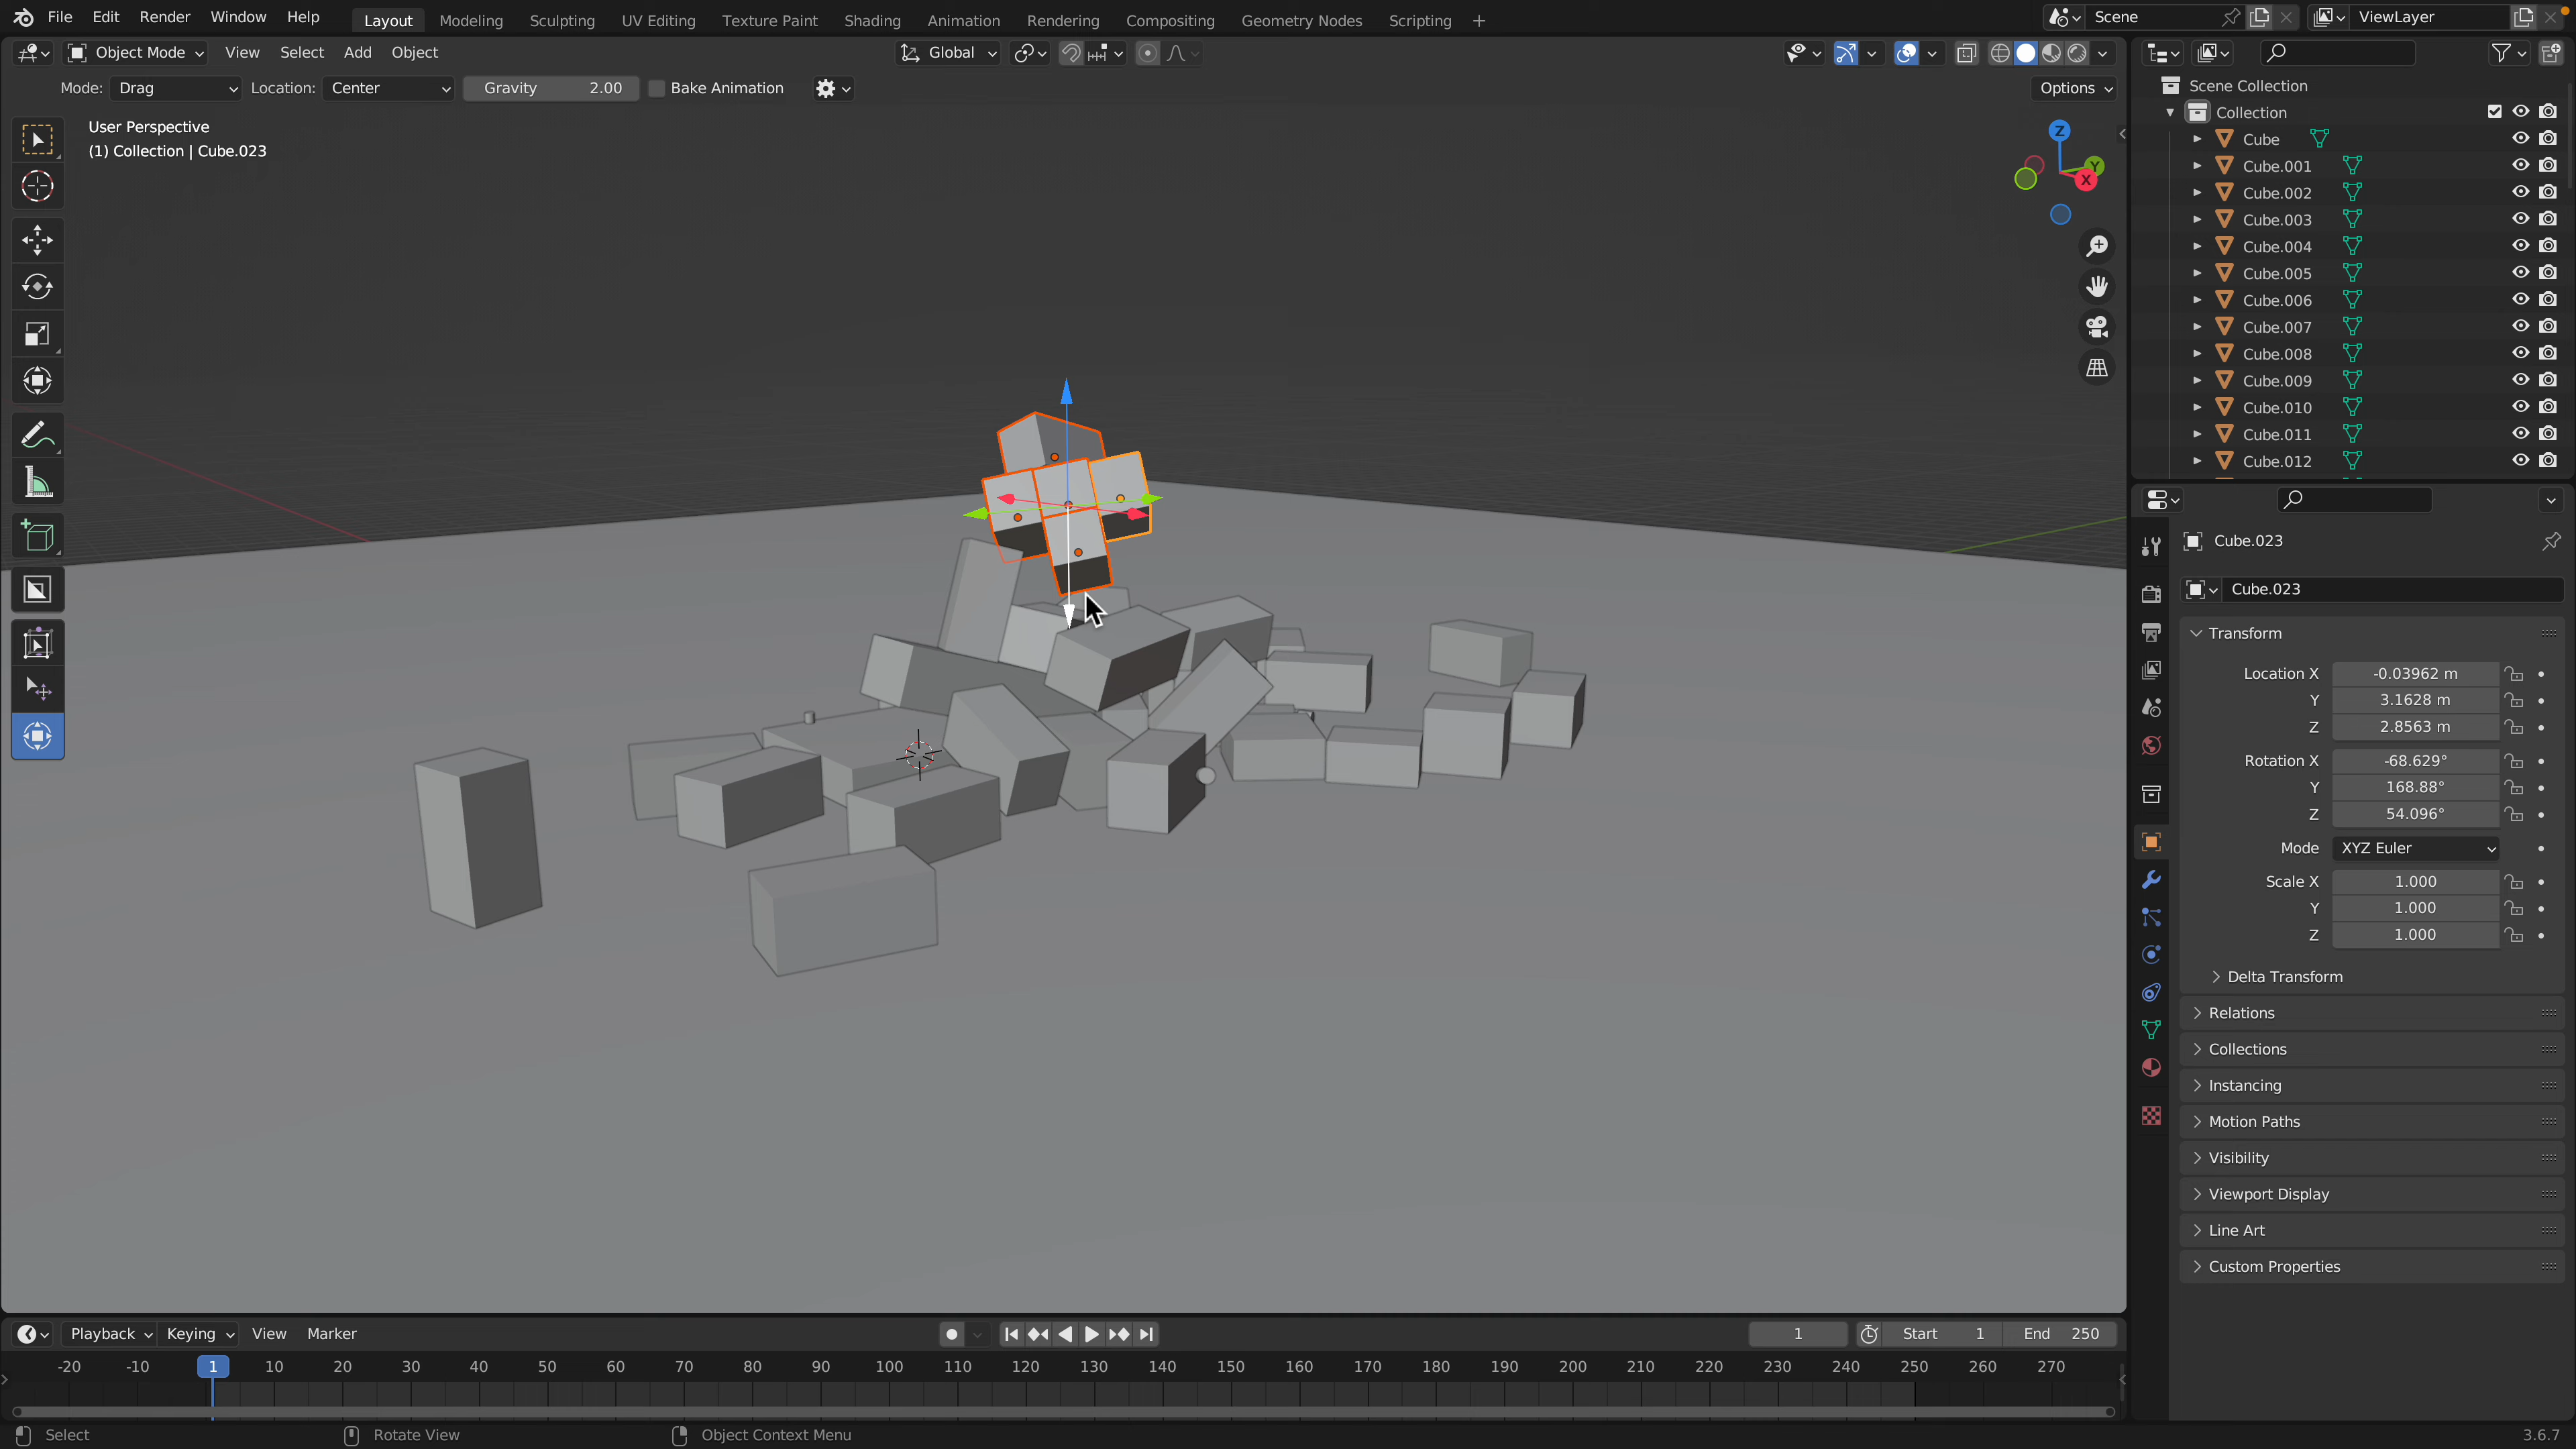 File Edit Render Window Help Layout Modeling Sculpting UV Editing Texture Paint Shading Animation Rendering Compositing Geometry Nodes Scripting + Scene ViewLayer
Object Mode View Select Add Object Global
Mode: Drag Location: Center Gravity 2.00 Bake Animation Options
User Perspective
(1) Collection | Cube.023
Z
Y
X
Scene Collection
Collection
Cube
Cube.001
Cube.002
Cube.003
Cube.004
Cube.005
Cube.006
Cube.007
Cube.008
Cube.009
Cube.010
Cube.011
Cube.012
Cube.023
Cube.023
Transform
Location X -0.03962 m
Y 3.1628 m
Z 2.8563 m
Rotation X -68.629°
Y 168.88°
Z 54.096°
Mode XYZ Euler
Scale X 1.000
Y 1.000
Z 1.000
Delta Transform
Relations
Collections
Instancing
Motion Paths
Visibility
Viewport Display
Line Art
Custom Properties
Playback Keying View Marker 1 Start 1 End 250
-20 -10 1 10 20 30 40 50 60 70 80 90 100 110 120 130 140 150 160 170 180 190 200 210 220 230 240 250 260 270
Select Rotate View Object Context Menu 3.6.7